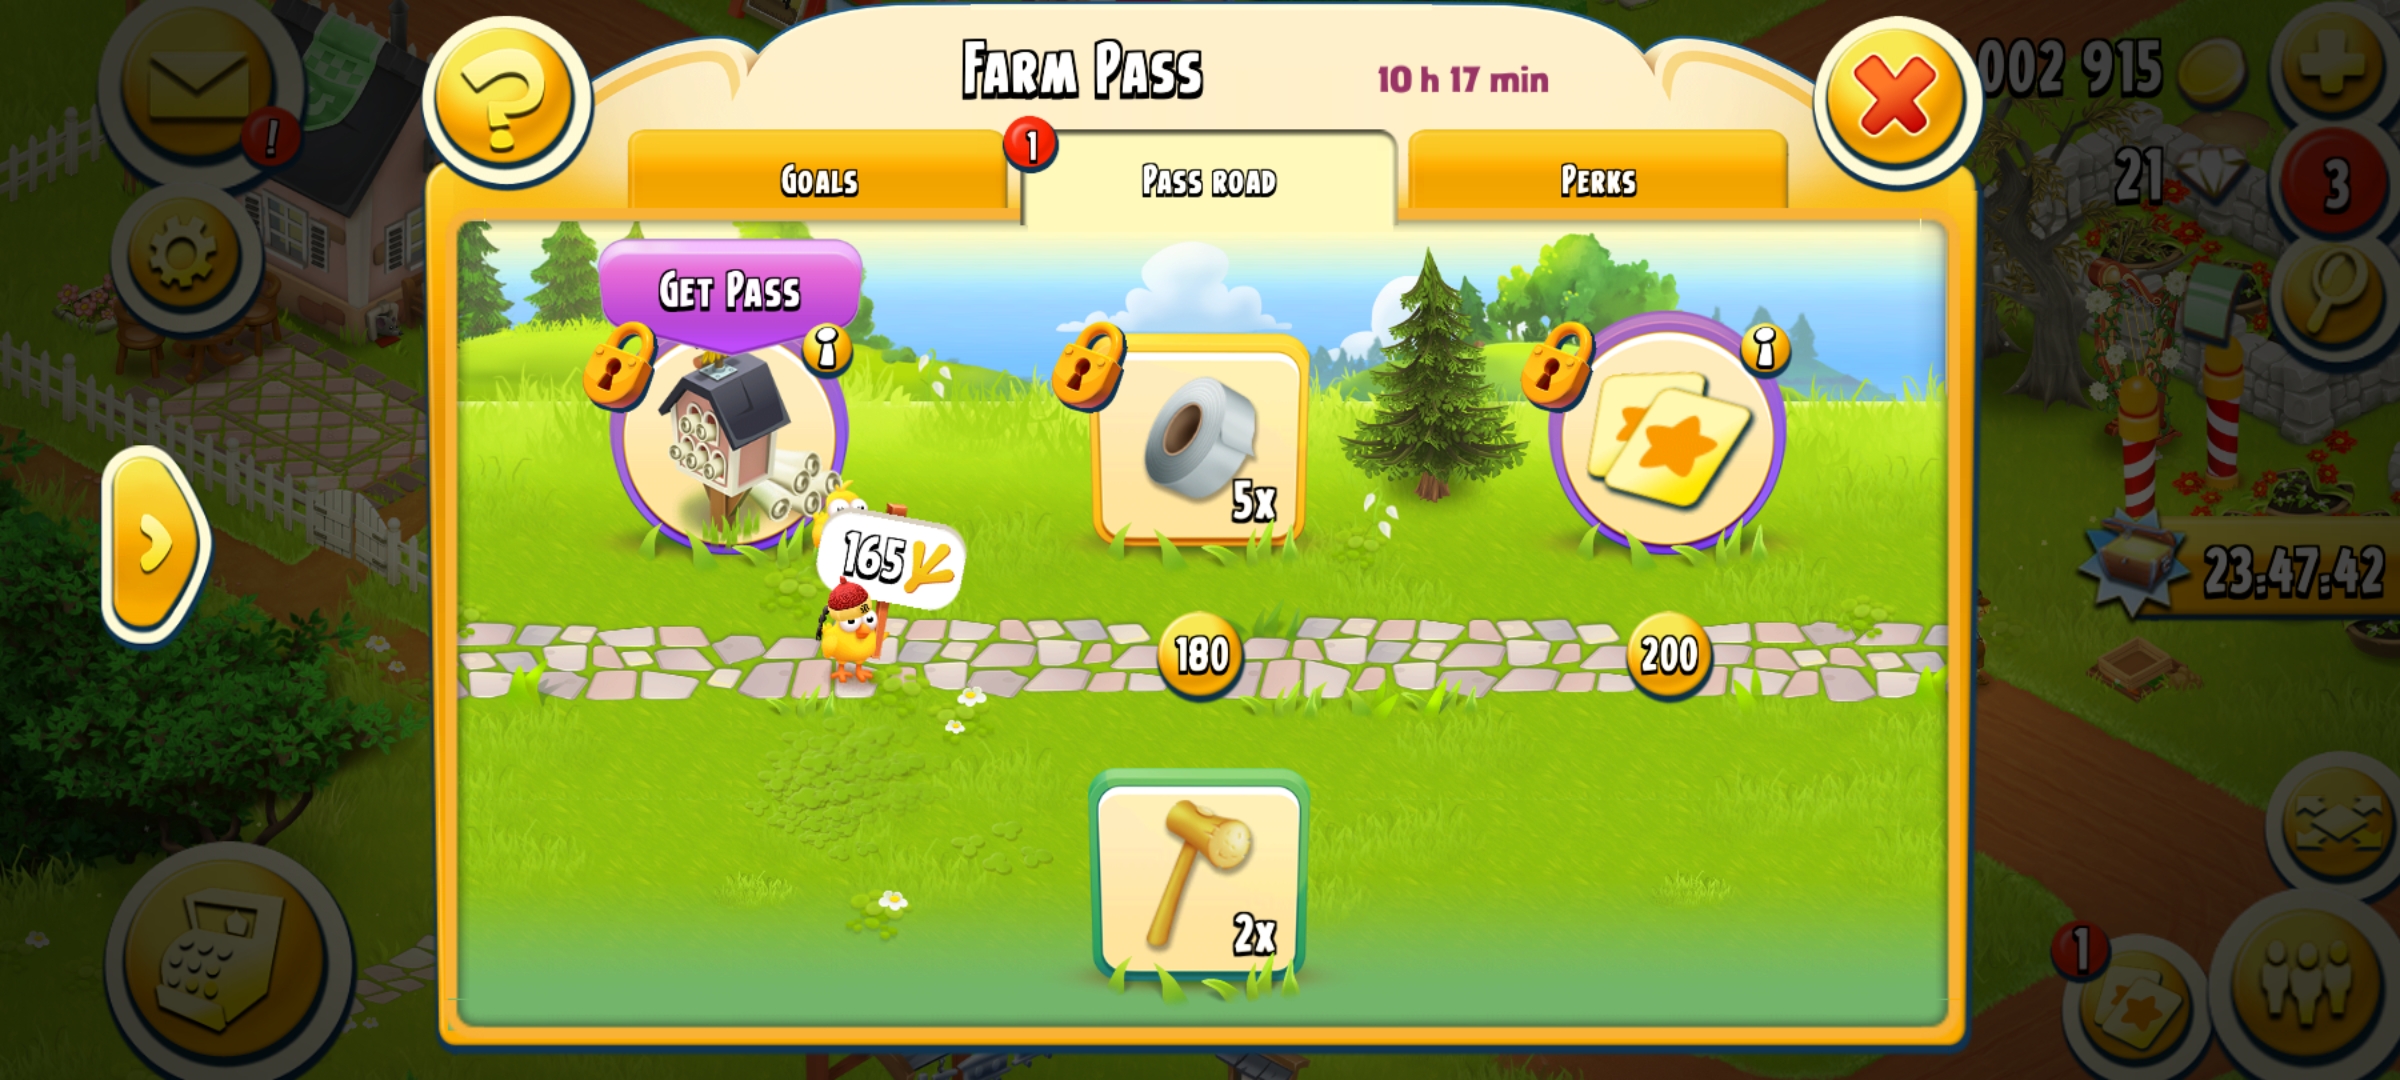 FARM PASS
10 h 17 min
002 915
!
GOALS
1
PASS ROAD
PERKS
21
3
GET PASS
5x
165
23:47:42
180
200
2x
1